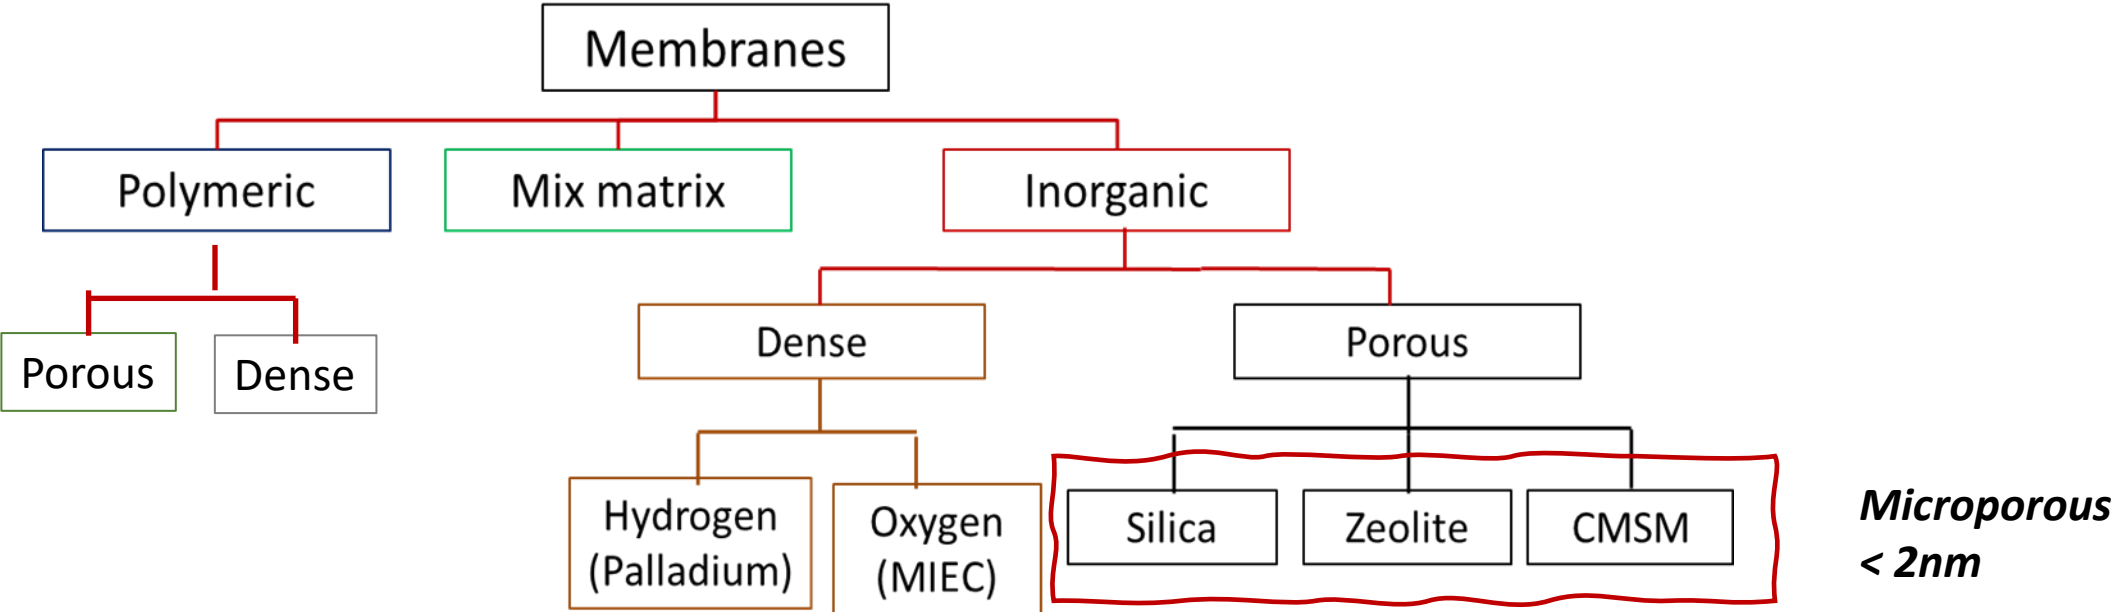 Membranes
Polymeric
Mix matrix
Inorganic
Porous
Dense
Dense
Porous
Hydrogen
(Palladium)
Oxygen
(MIEC)
Silica
Zeolite
CMSM
Microporous
< 2nm